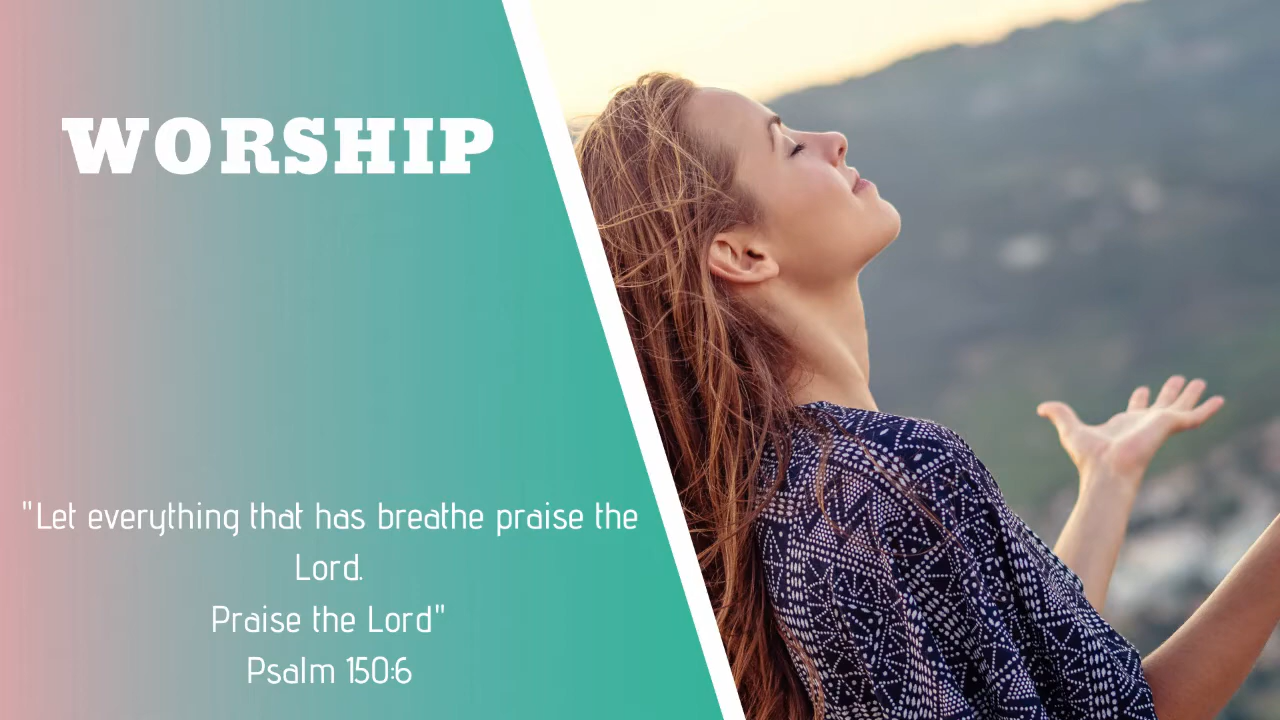 WORSHIP
"Let everything that has breathe praise the
Lord.
Praise the Lord"
Psalm 150:6